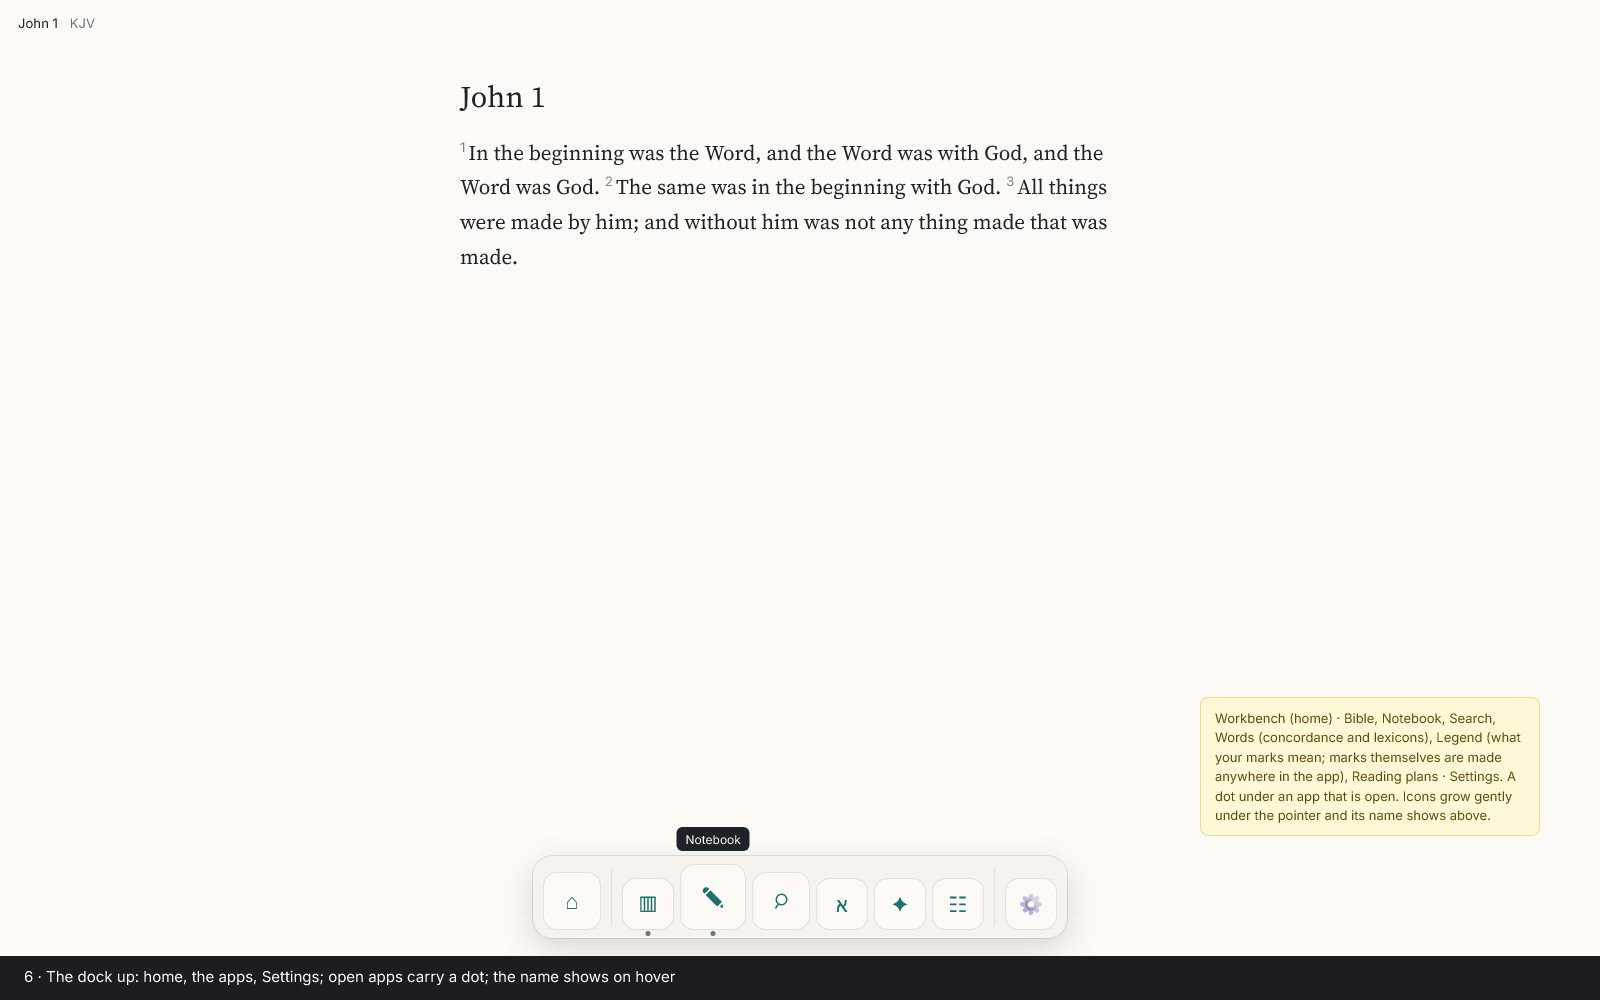 John 1 KJV
John 1
1 In the beginning was the Word, and the Word was with God, and the
Word was God. 2 The same was in the beginning with God. 3 All things
were made by him; and without him was not any thing made that was
made.
Workbench (home) · Bible, Notebook, Search,
Words (concordance and lexicons), Legend (what
your marks mean; marks themselves are made
anywhere in the app), Reading plans · Settings. A
dot under an app that is open. Icons grow gently
under the pointer and its name shows above.
Notebook
א
6 · The dock up: home, the apps, Settings; open apps carry a dot; the name shows on hover